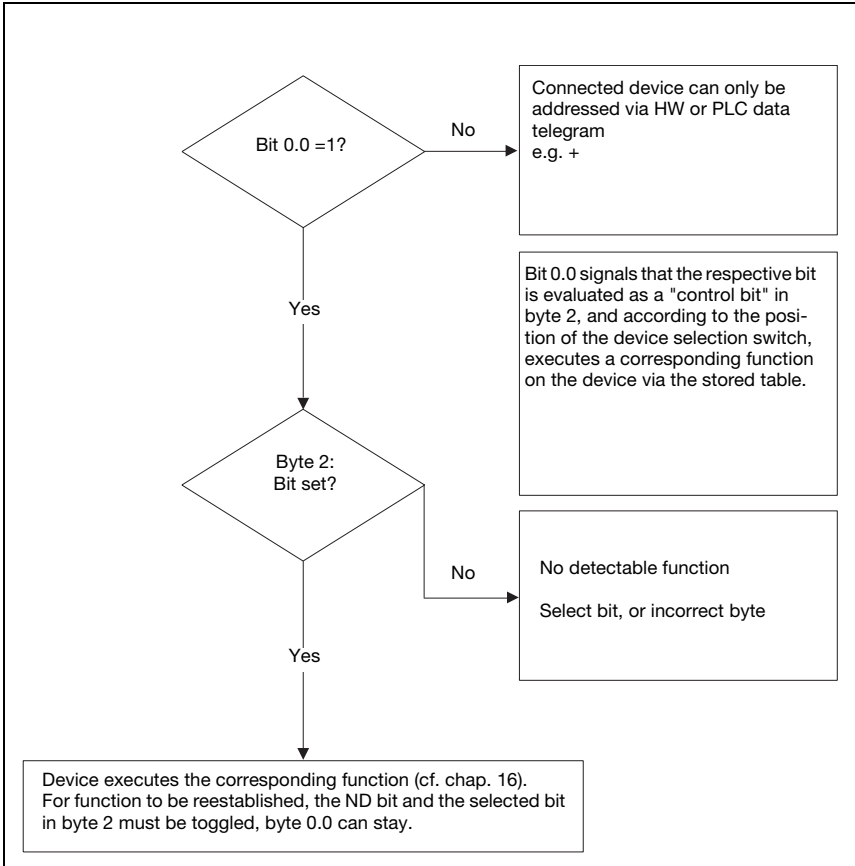 Bit 0.0 =1?
No
Connected device can only be
addressed via HW or PLC data
telegram
e.g. +
Yes
Bit 0.0 signals that the respective bit
is evaluated as a "control bit" in
byte 2, and according to the posi-
tion of the device selection switch,
executes a corresponding function
on the device via the stored table.
Byte 2:
Bit set?
No
No detectable function
Select bit, or incorrect byte
Yes
Device executes the corresponding function (cf. chap. 16).
For function to be reestablished, the ND bit and the selected bit
in byte 2 must be toggled, byte 0.0 can stay.